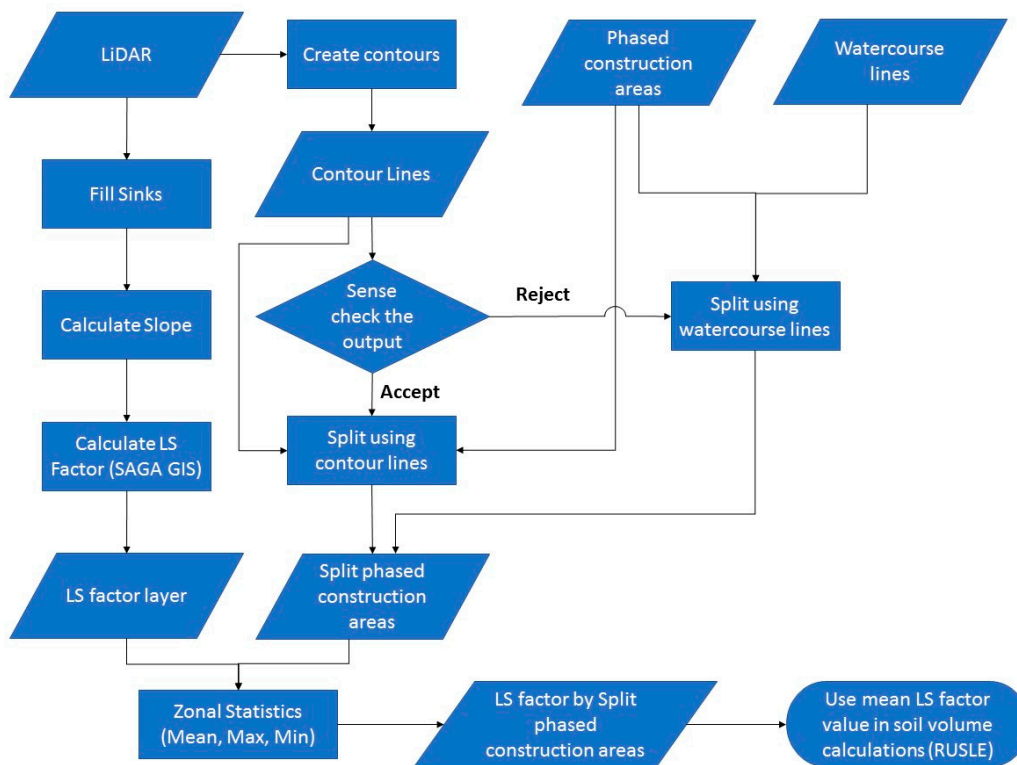 LiDAR
Create contours
Phased
construction
areas
Watercourse
lines
Contour Lines
Fill Sinks
Sense
check the
output
Reject
Split using
watercourse lines
Calculate Slope
Accept
Calculate LS
Factor (SAGA GIS)
Split using
contour lines
LS factor layer
Split phased
construction
areas
Zonal Statistics
(Mean, Max, Min)
LS factor by Split
phased
construction areas
Use mean LS factor
value in soil volume
calculations (RUSLE)